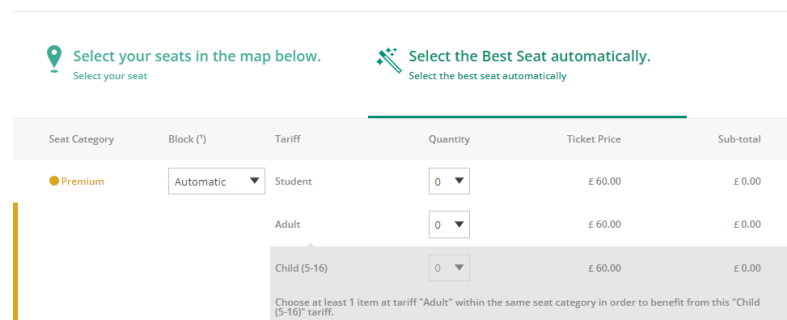 Select your seats in the map below.
Select your seat
Select the Best Seat automatically.
Select the best seat automatically
Seat Category Block (¹) Tariff Quantity Ticket Price Sub-total
Premium Automatic Student 0 £ 60.00 £ 0.00
Adult 0 £ 60.00 £ 0.00
Child (5-16) 0 £ 60.00 £ 0.00
Choose at least 1 item at tariff "Adult" within the same seat category in order to benefit from this "Child
(5-16)" tariff.